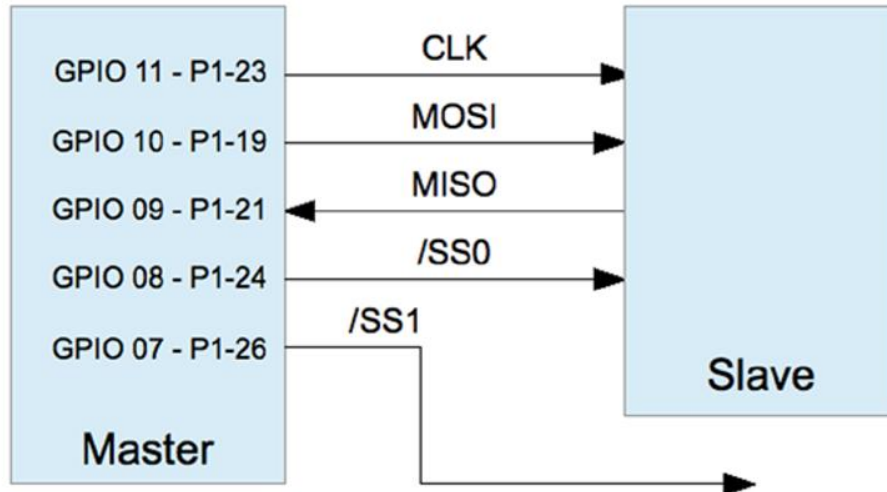 CLK
GPIO 11 - P1-23
MOSI
GPIO 10 - P1-19
MISO
GPIO 09 - P1-21
/SS0
GPIO 08 - P1-24
/SS1
GPIO 07 - P1-26
Slave
Master